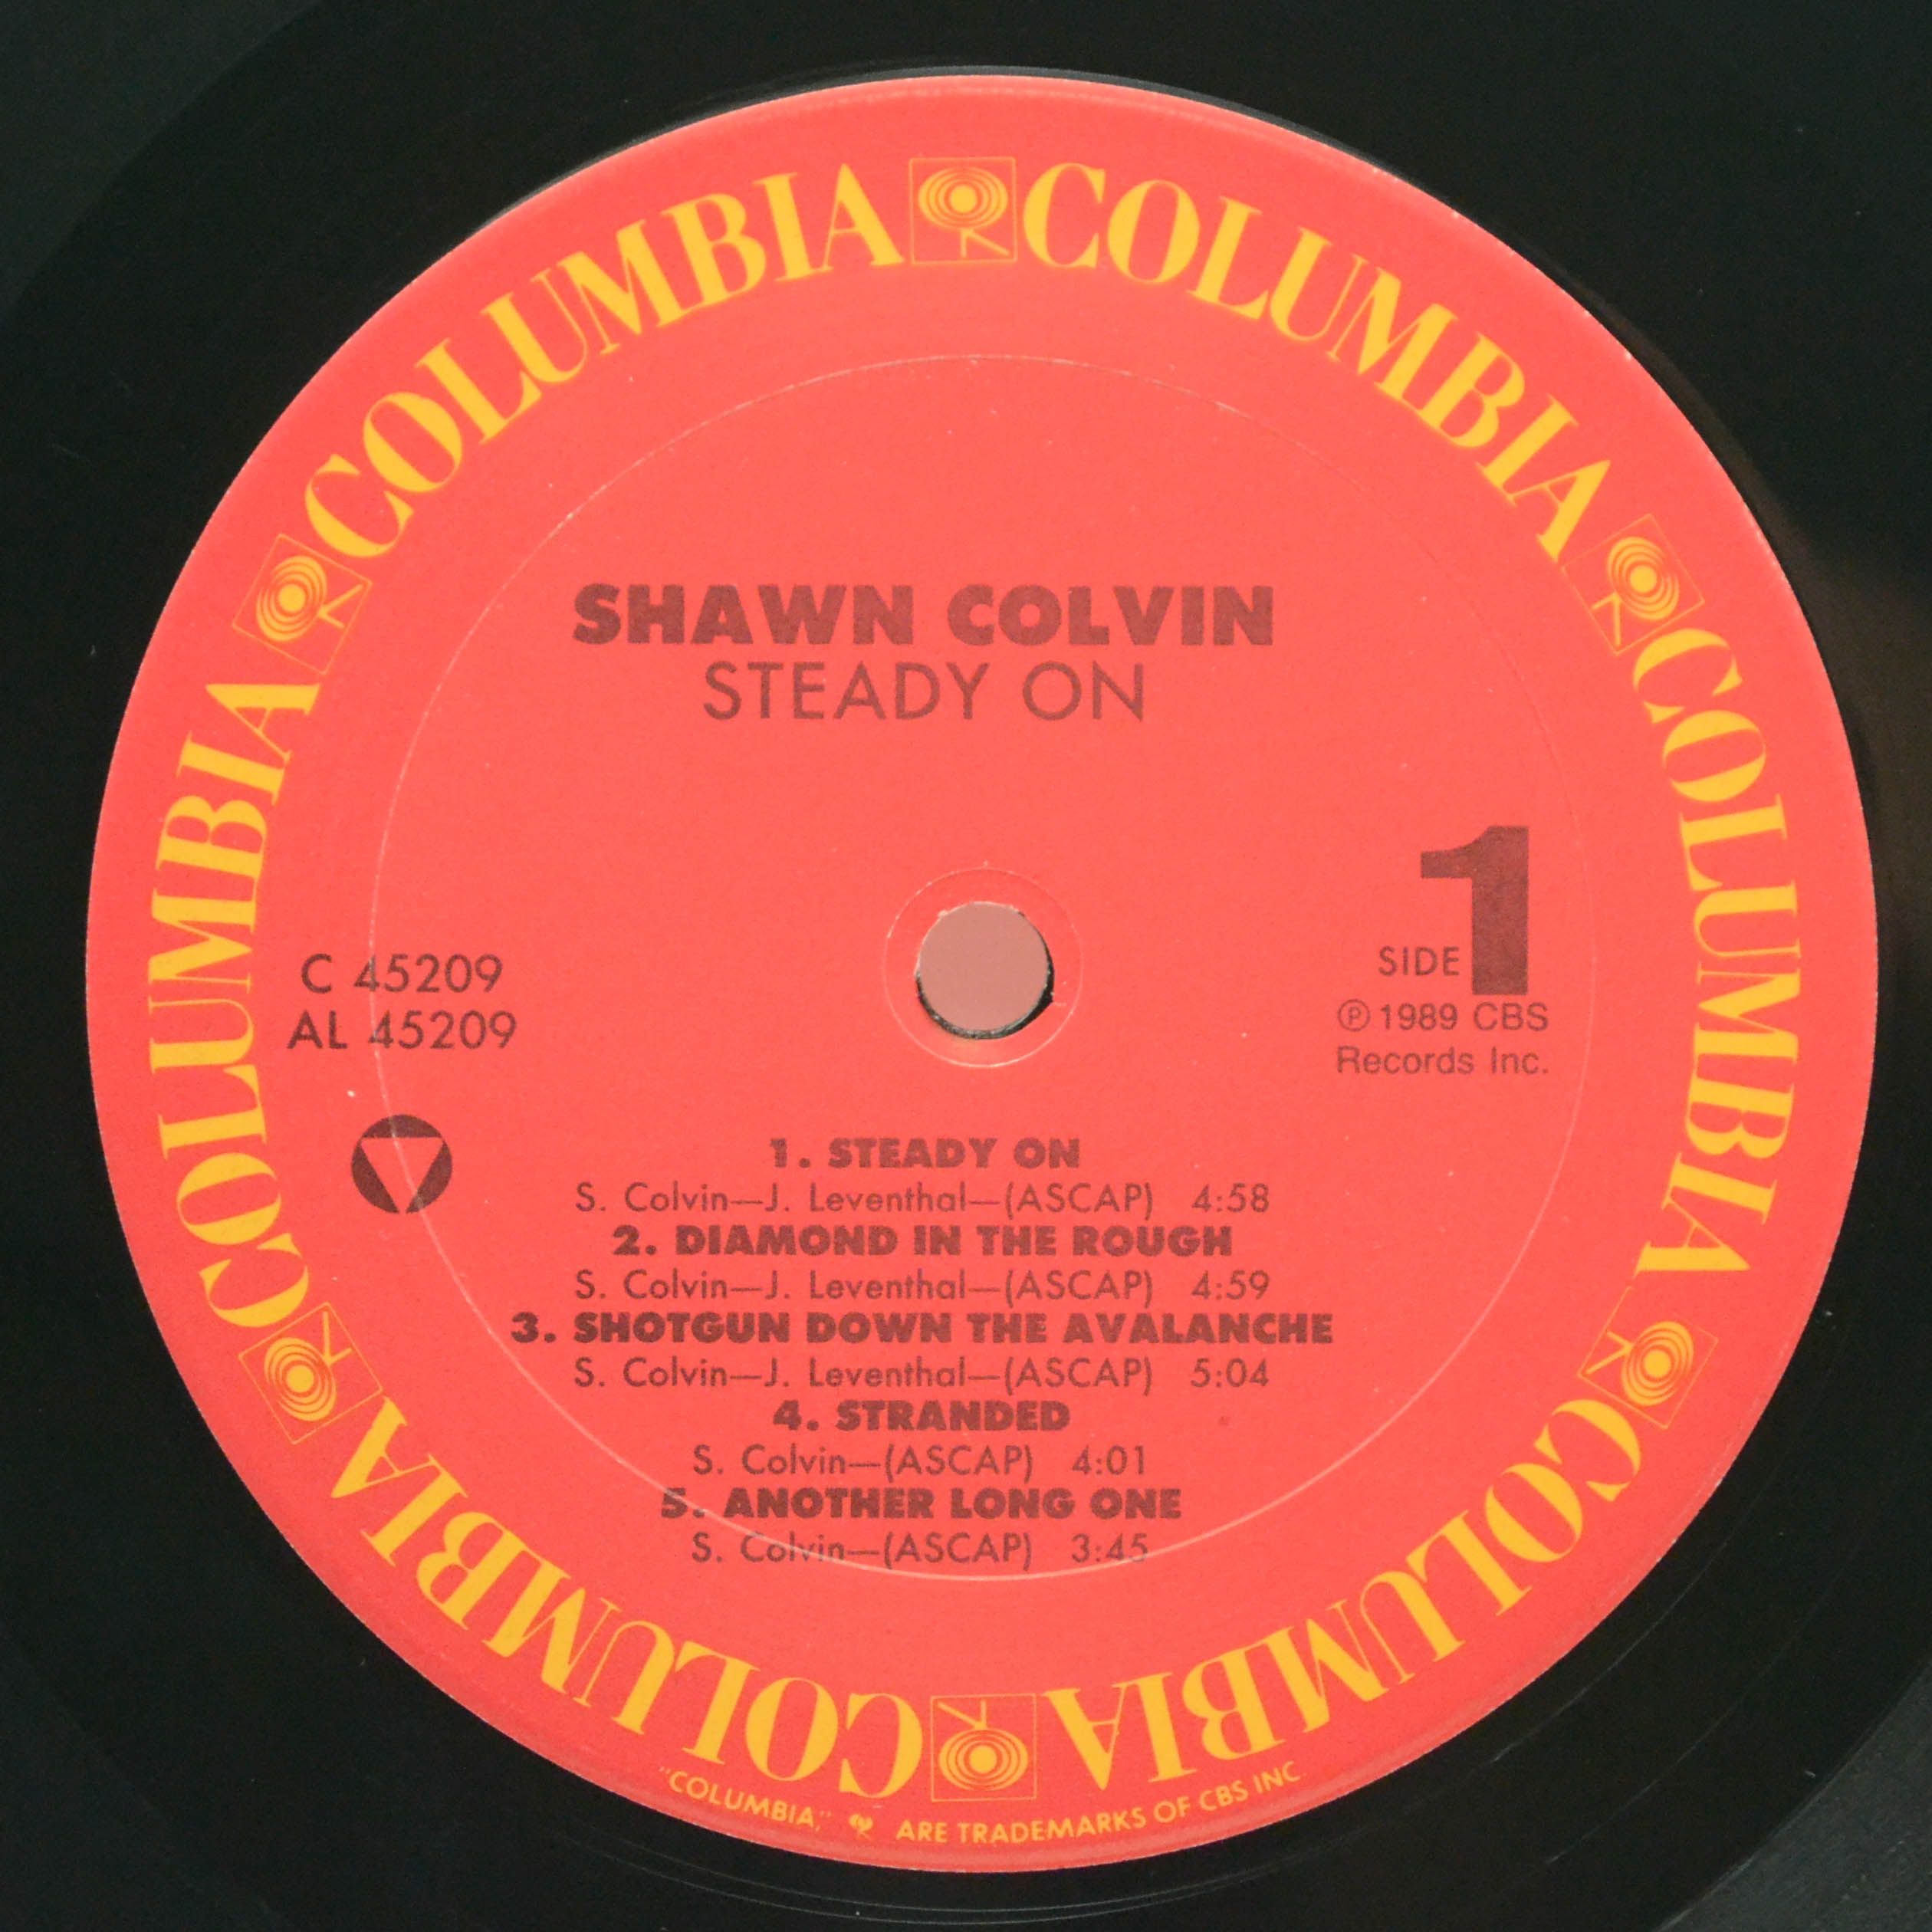 COLUMBIA COLUMBIA COLUMBIA COLUMBIA COLUMBIA COLUMBIA
SHAWN COLVIN
STEADY ON
C 45209
AL 45209
SIDE 1
℗ 1989 CBS
Records Inc.
1. STEADY ON
S. Colvin—J. Leventhal—(ASCAP) 4:58
2. DIAMOND IN THE ROUGH
S. Colvin—J. Leventhal—(ASCAP) 4:59
3. SHOTGUN DOWN THE AVALANCHE
S. Colvin—J. Leventhal—(ASCAP) 5:04
4. STRANDED
S. Colvin—(ASCAP) 4:01
5. ANOTHER LONG ONE
S. Colvin—(ASCAP) 3:45
"COLUMBIA," ARE TRADEMARKS OF CBS INC.